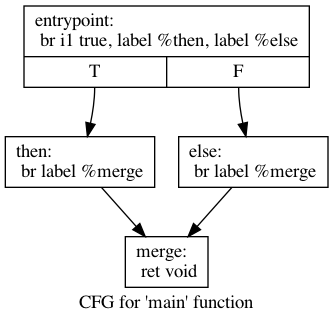 entrypoint:
br i1 true, label %then, label %else
T
F
then:
br label %merge
else:
br label %merge
merge:
ret void
CFG for 'main' function